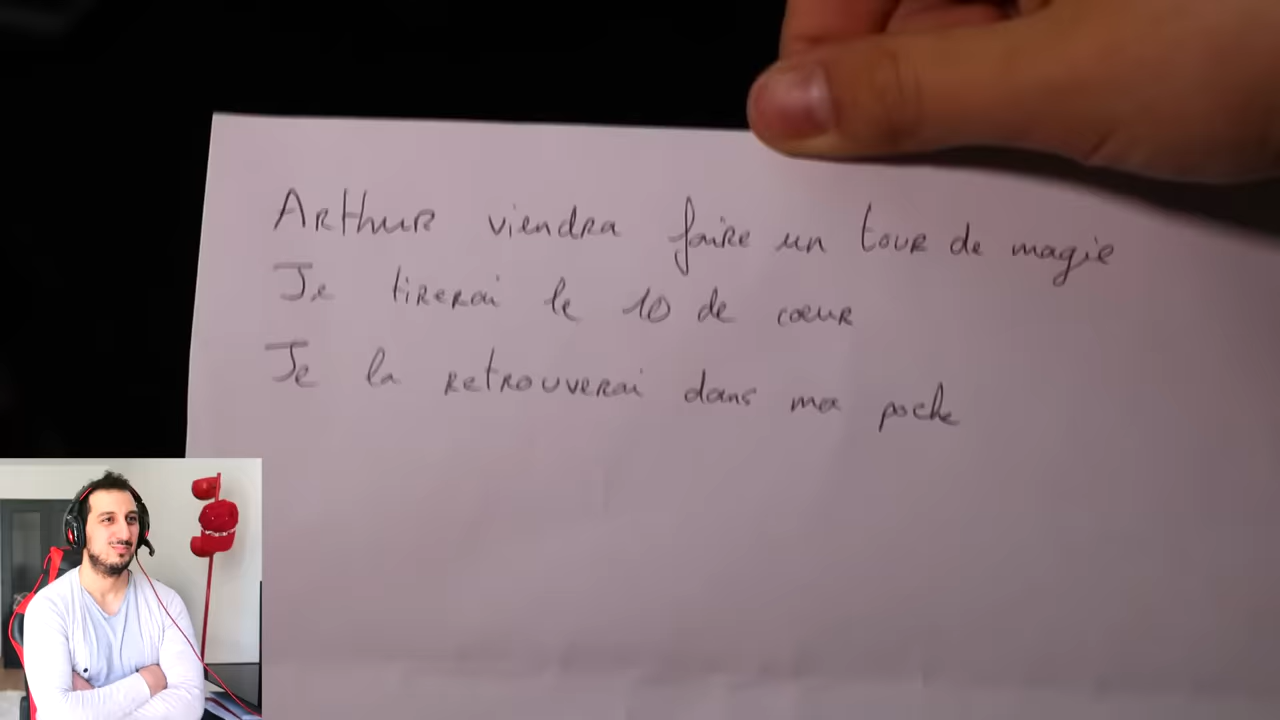 Arthur viendra faire un tour de magie
Je tirerai le 10 de cœur
Je la retrouverai dans ma poche